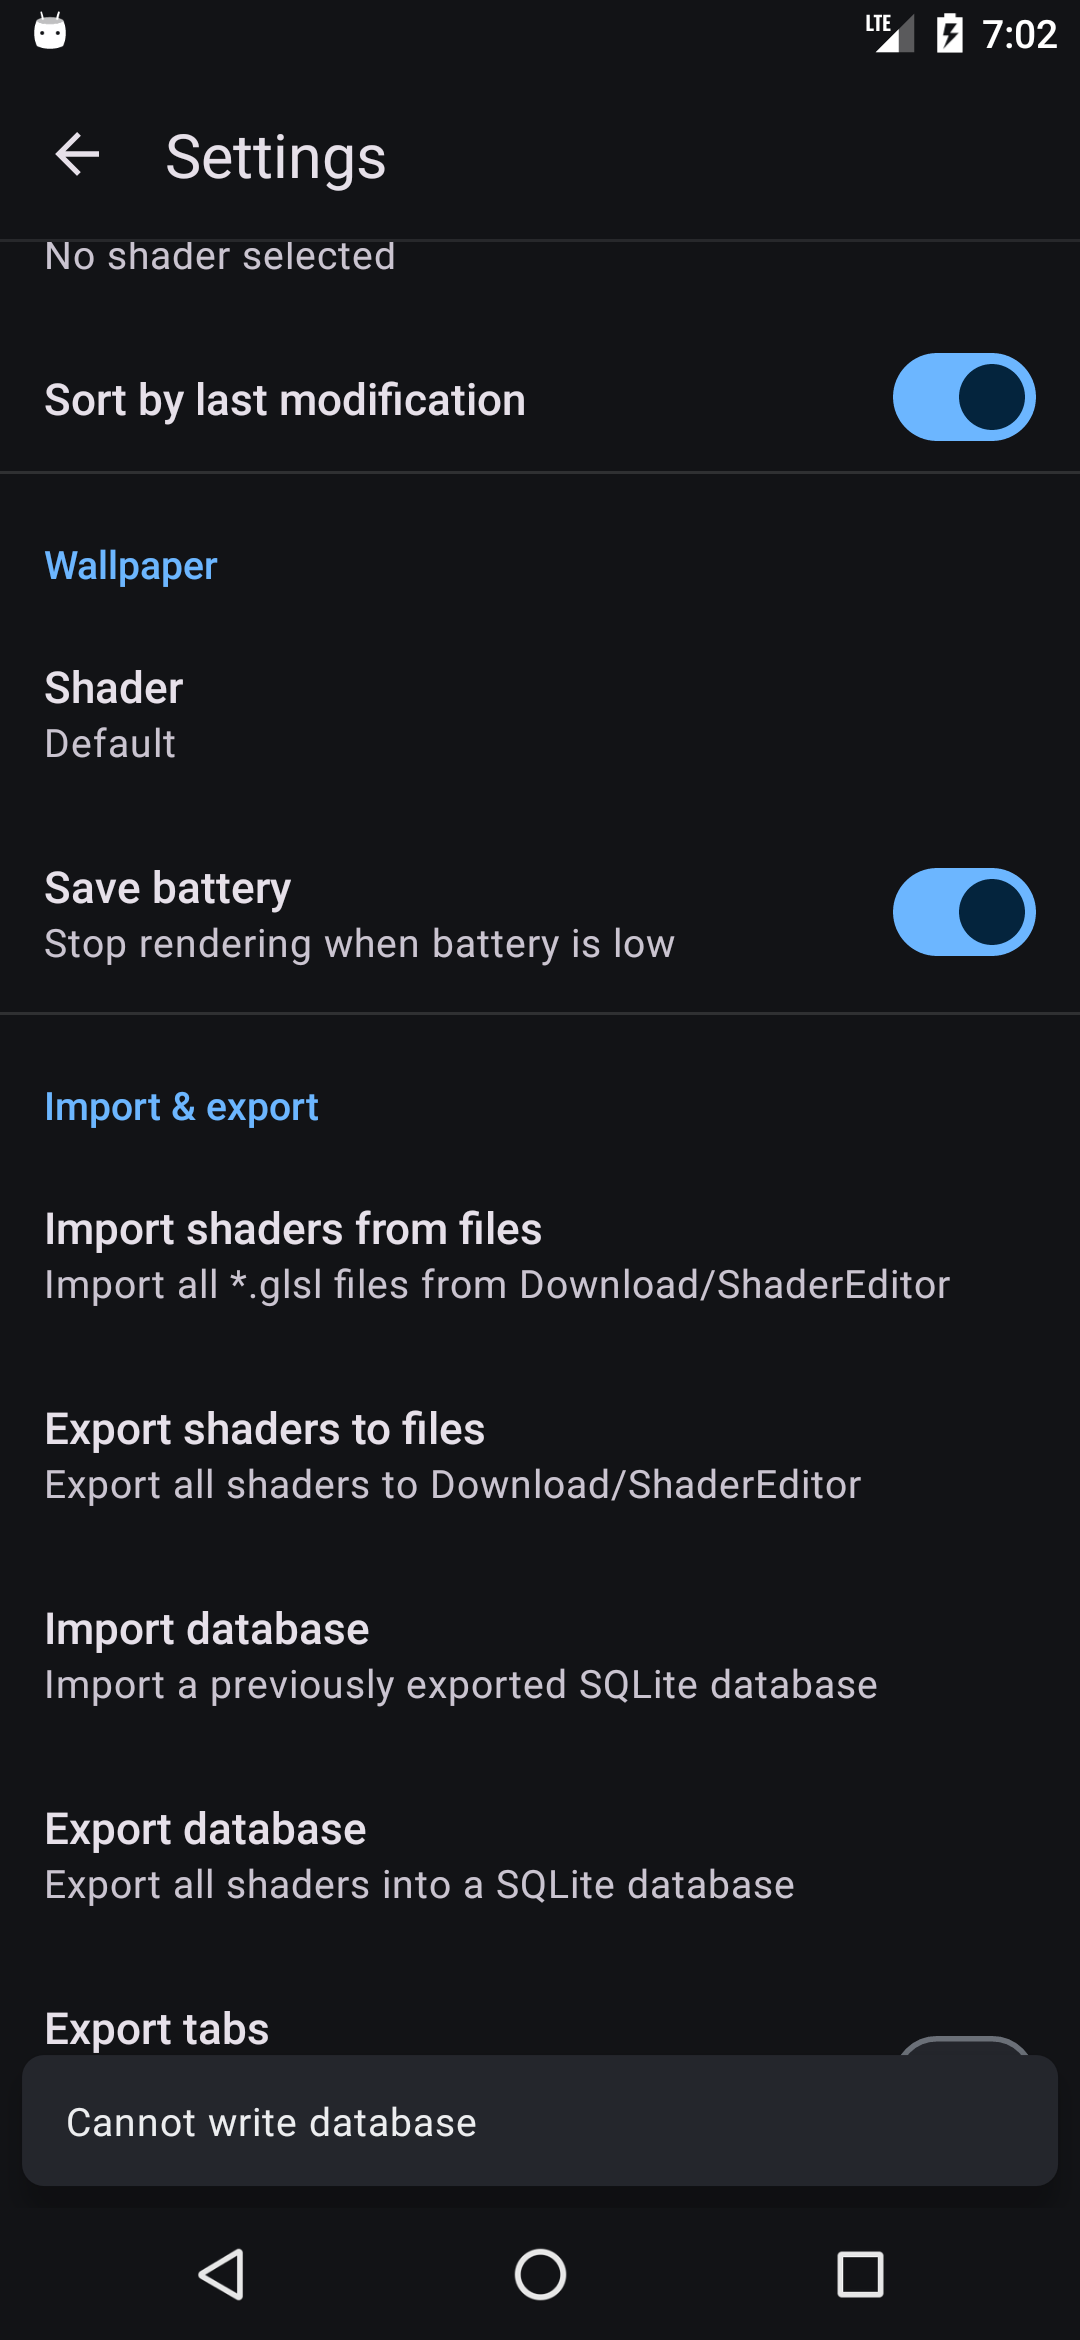 LTE 7:02
Settings
No shader selected
Sort by last modification
Wallpaper
Shader
Default
Save battery
Stop rendering when battery is low
Import & export
Import shaders from files
Import all *.glsl files from Download/ShaderEditor
Export shaders to files
Export all shaders to Download/ShaderEditor
Import database
Import a previously exported SQLite database
Export database
Export all shaders into a SQLite database
Export tabs
Cannot write database